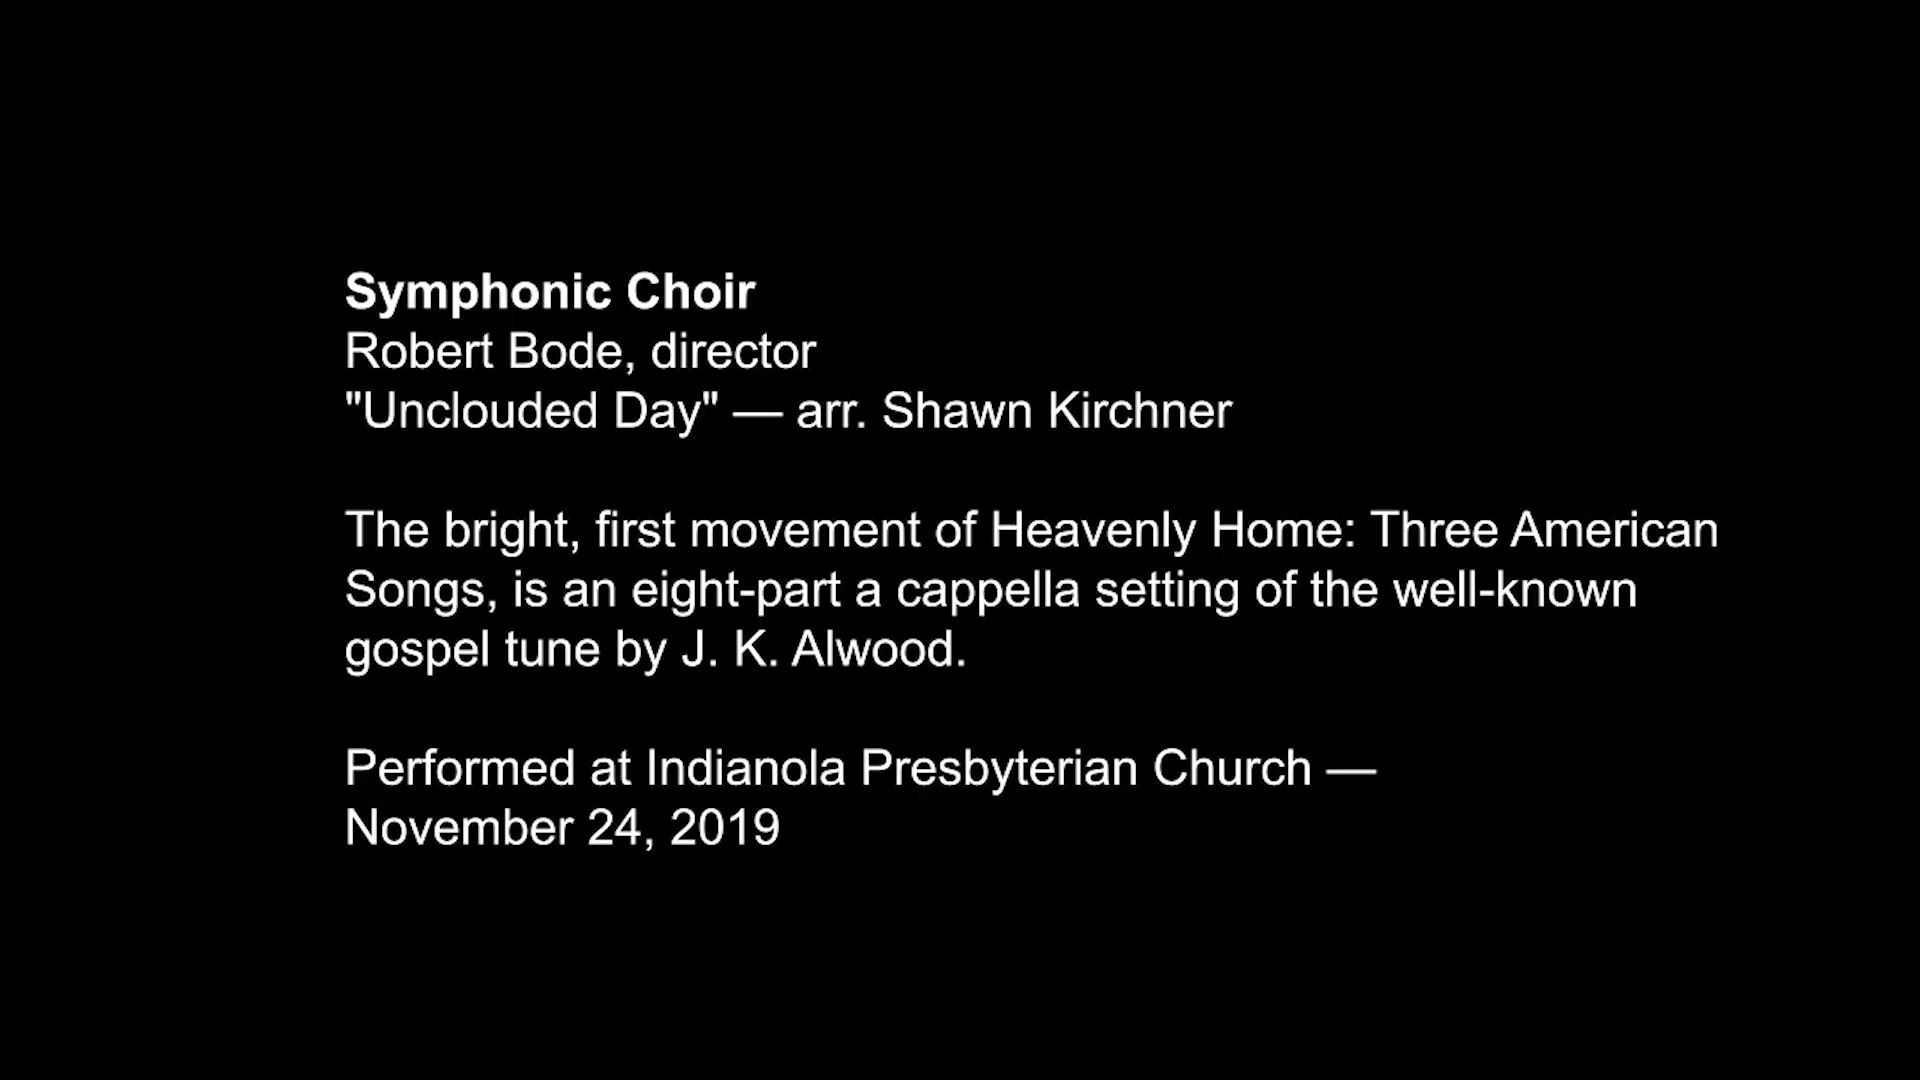 Symphonic Choir
Robert Bode, director
"Unclouded Day" — arr. Shawn Kirchner
The bright, first movement of Heavenly Home: Three American
Songs, is an eight-part a cappella setting of the well-known
gospel tune by J. K. Alwood.
Performed at Indianola Presbyterian Church —
November 24, 2019